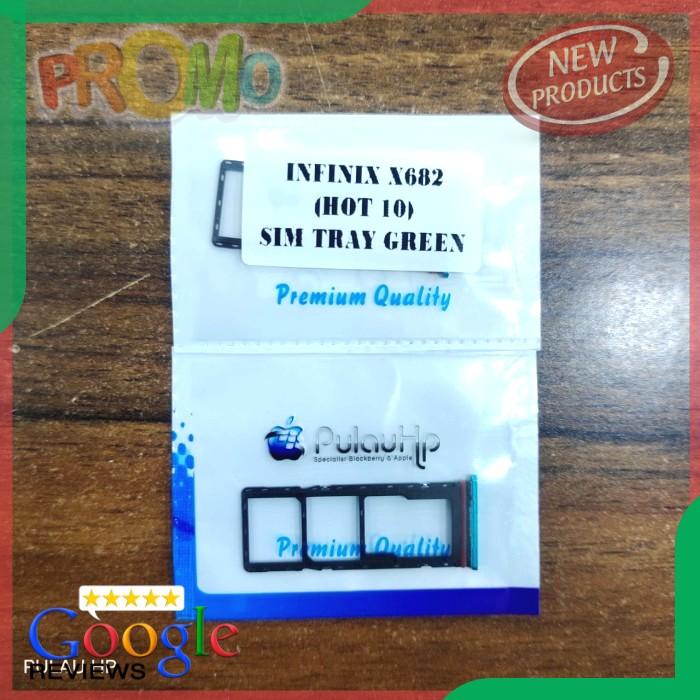 PROMO
NEW
PRODUCTS
INFINIX X682
(HOT 10)
SIM TRAY GREEN
Premium Quality
PulauHp
Specialist Blackberry & Apple
Premium Quality
Google
REVIEWS
PULAU HP